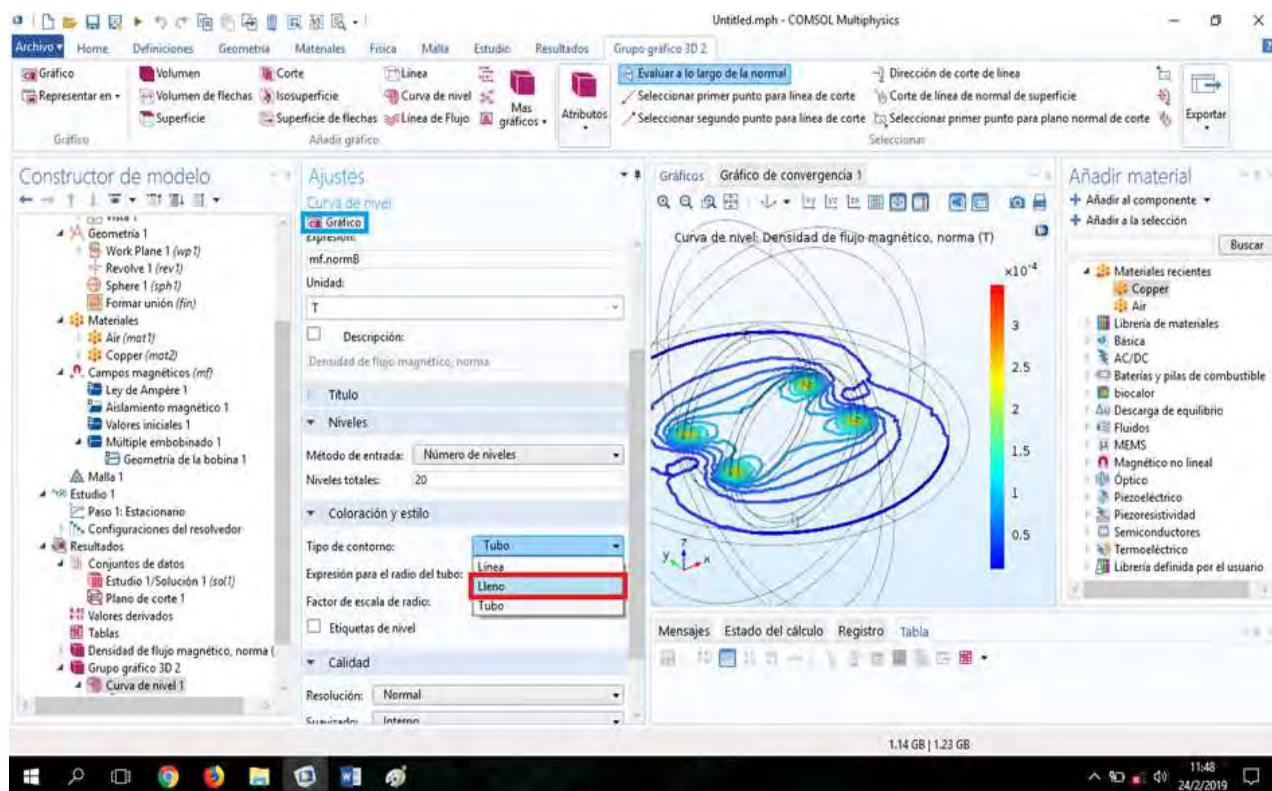 Untitled.mph - COMSOL Multiphysics
Archivo Home Definiciones Geometría Materiales Física Malla Estudio Resultados Grupo gráfico 3D 2
Gráfico Volumen Corte Línea Evaluar a lo largo de la normal Dirección de corte de línea
Representar en Volumen de flechas Isosuperficie Curva de nivel Mas gráficos Atributos Seleccionar primer punto para línea de corte Corte de línea de normal de superficie Exportar
Superficie Superficie de flechas Línea de Flujo Seleccionar segundo punto para línea de corte Seleccionar primer punto para plano normal de corte
Gráfico Añadir gráfico Seleccionar
Constructor de modelo
Vista 1
Geometría 1
Work Plane 1 (wp1)
Revolve 1 (rev1)
Sphere 1 (sph1)
Formar unión (fin)
Materiales
Air (mat1)
Copper (mat2)
Campos magnéticos (mf)
Ley de Ampère 1
Aislamiento magnético 1
Valores iniciales 1
Múltiple embobinado 1
Geometría de la bobina 1
Malla 1
Estudio 1
Paso 1: Estacionario
Configuraciones del resolvedor
Resultados
Conjuntos de datos
Estudio 1/Solución 1 (sol1)
Plano de corte 1
Valores derivados
Tablas
Densidad de flujo magnético, norma (
Grupo gráfico 3D 2
Curva de nivel 1
Ajustes
Curva de nivel
Gráfico
Expresión:
mf.normB
Unidad:
T
Descripción:
Densidad de flujo magnético, norma
Título
Niveles
Método de entrada: Número de niveles
Niveles totales: 20
Coloración y estilo
Tipo de contorno: Tubo
Línea
Expresión para el radio del tubo:
Lleno
Factor de escala de radio:
Tubo
Etiquetas de nivel
Calidad
Resolución: Normal
Suavizado: Interno
Gráficos Gráfico de convergencia 1
Curva de nivel: Densidad de flujo magnético, norma (T)
×10⁻⁴
3
2.5
2
1.5
1
0.5
y z x
Mensajes Estado del cálculo Registro Tabla
Añadir material
Añadir al componente
Añadir a la selección
Buscar
Materiales recientes
Copper
Air
Librería de materiales
Básica
AC/DC
Baterías y pilas de combustible
biocalor
Descarga de equilibrio
Fluidos
MEMS
Magnético no lineal
Óptico
Piezoeléctrico
Piezoresistividad
Semiconductores
Termoeléctrico
Librería definida por el usuario
1.14 GB | 1.23 GB
11:48
24/2/2019